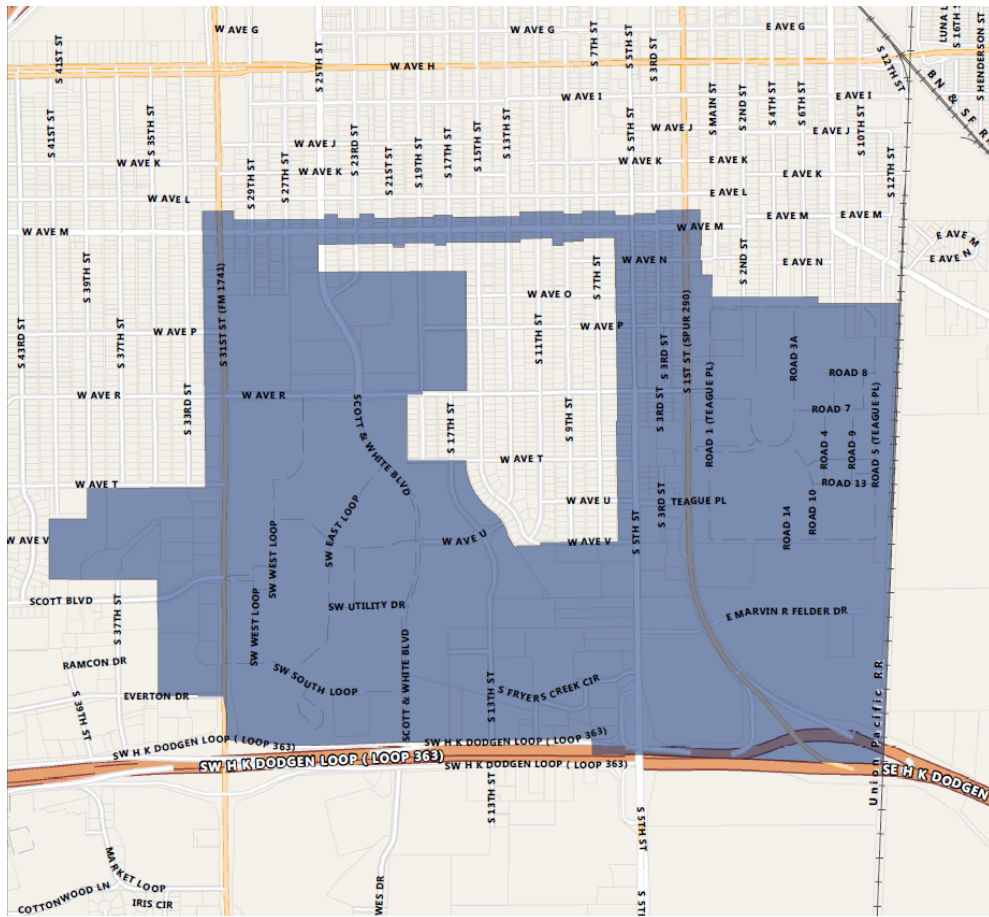 W AVE G
W AVE G
E AVE G
LUNA L
S 16TH ST
S HENDERSON ST
S 41ST ST
25TH ST
S 7TH ST
S 5TH ST
S 3RD ST
S 12TH ST
BN & SF R
W AVE H
W AVE I
E AVE I
S 41ST ST
S 35TH ST
S 5TH ST
S MAIN ST
S 2ND ST
S 4TH ST
S 6TH ST
S 10TH ST
W AVE J
S 23RD ST
S 13TH ST
W AVE J
E AVE J
W AVE K
W AVE K
S 29TH ST
S 27TH ST
S 21ST ST
S 19TH ST
S 17TH ST
S 15TH ST
W AVE K
E AVE K
E AVE K
S 12TH ST
W AVE L
E AVE L
W AVE M
W AVE M
E AVE M
E AVE M
E AVE M
E AVE N
S 39TH ST
W AVE N
S 2ND ST
E AVE N
S 7TH ST
S 31ST ST (FM 1741)
W AVE O
S 1ST ST (SPUR 290)
S 43RD ST
S 37TH ST
W AVE P
S 11TH ST
W AVE P
S 3RD ST
ROAD 3A
ROAD 8
W AVE R
S 33RD ST
W AVE R
SCOTT & WHITE BLVD
S 17TH ST
S 9TH ST
S 3RD ST
ROAD 1 (TEAGUE PL)
ROAD 7
ROAD 4
ROAD 9
ROAD 5 (TEAGUE PL)
W AVE T
W AVE T
ROAD 13
SW EAST LOOP
W AVE U
S 3RD ST
TEAGUE PL
ROAD 14
ROAD 10
W AVE V
SW WEST LOOP
W AVE U
W AVE V
S 5TH ST
SCOTT BLVD
S 37TH ST
SW WEST LOOP
SW UTILITY DR
E MARVIN R FELDER DR
RAMCON DR
S 39TH ST
EVERTON DR
SW SOUTH LOOP
SCOTT & WHITE BLVD
S 13TH ST
S FRYERS CREEK CIR
Union Pacific RR
SW H K DODGEN LOOP ( LOOP 363)
SW H K DODGEN LOOP ( LOOP 363)
SW H K DODGEN LOOP ( LOOP 363)
SW H K DODGEN LOOP ( LOOP 363)
SE H K DODGEN
S 13TH ST
S 5TH ST
MARKET LOOP
COTTONWOOD LN
IRIS CIR
WES DR
S 5T